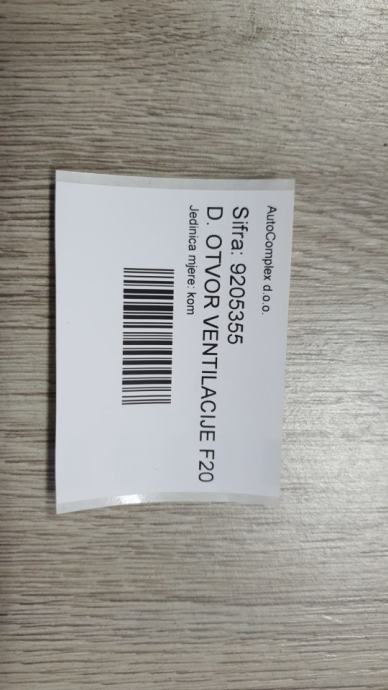 AutoComplex d.o.o.
Sifra: 9205355
D. OTVOR VENTILACIJE F20
Jedinica mjere: kom